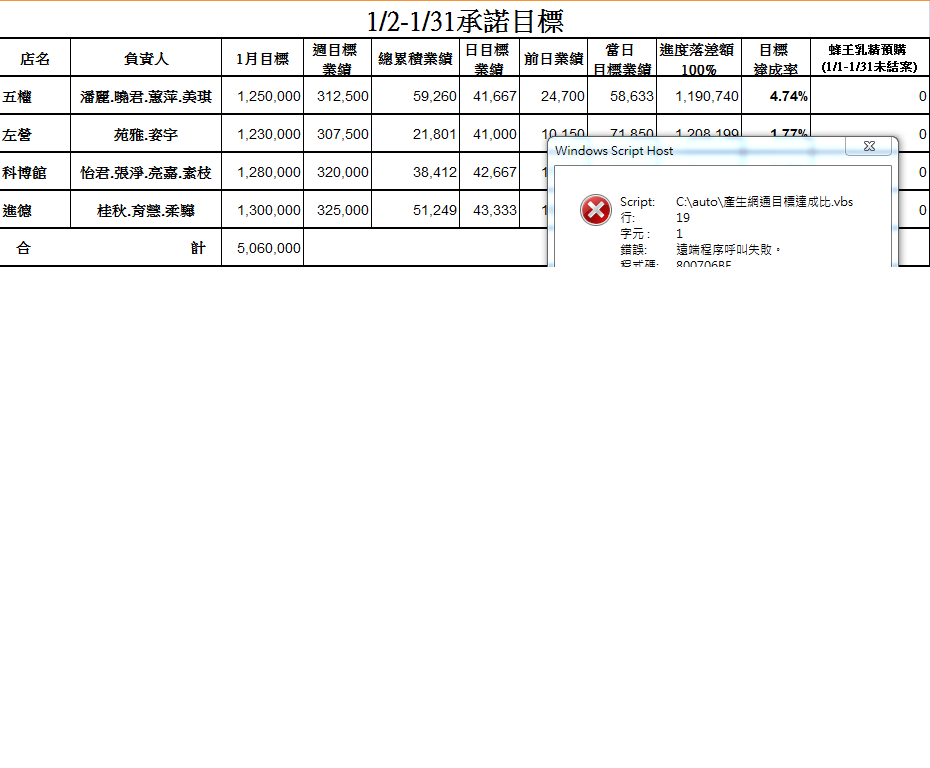 1/2-1/31承諾目標
店名 負責人 1月目標 週目標業績 總累積業績 日目標業績 前日業績 當日目標業績 進度落差額100% 目標達成率 蜂王乳精預購(1/1-1/31未結案)
五權 潘麗.曉君.蕙萍.美琪 1,250,000 312,500 59,260 41,667 24,700 58,633 1,190,740 4.74% 0
左營 苑雅.姿宇 1,230,000 307,500 21,801 41,000 10,150 71,850 1,208,199 1.77% 0
科博館 怡君.張淨.亮嘉.素枝 1,280,000 320,000 38,412 42,667 0
進德 桂秋.育慧.柔驊 1,300,000 325,000 51,249 43,333 0
合 計 5,060,000
Windows Script Host
Script: C:\auto\產生網通目標達成比.vbs
行: 19
字元: 1
錯誤: 遠端程序呼叫失敗。
程式碼: 800706BE